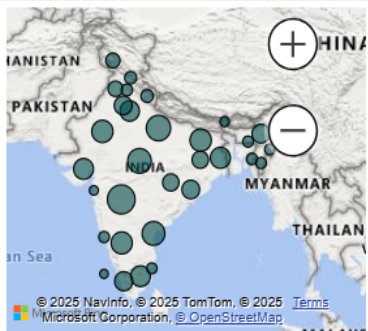 HINA
HANISTAN
PAKISTAN
INDIA
MYANMAR
THAILAN
an Sea
© 2025 NavInfo, © 2025 TomTom, © 2025 Terms
Microsoft Corporation, © OpenStreetMap